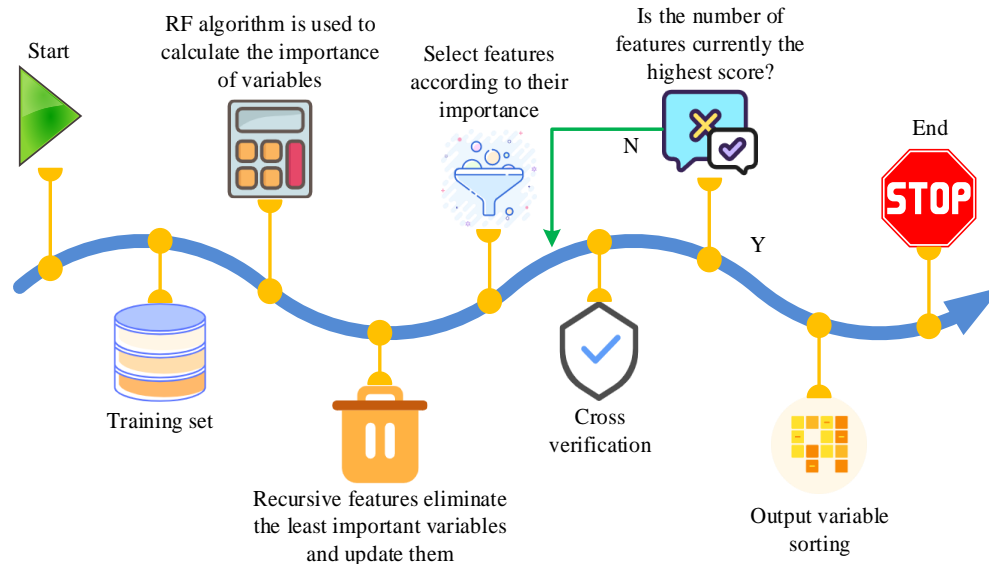 Start
RF algorithm is used to
calculate the importance
of variables
Select features
according to their
importance
Is the number of
features currently the
highest score?
N
Y
End
STOP
Training set
Recursive features eliminate
the least important variables
and update them
Cross
verification
Output variable
sorting